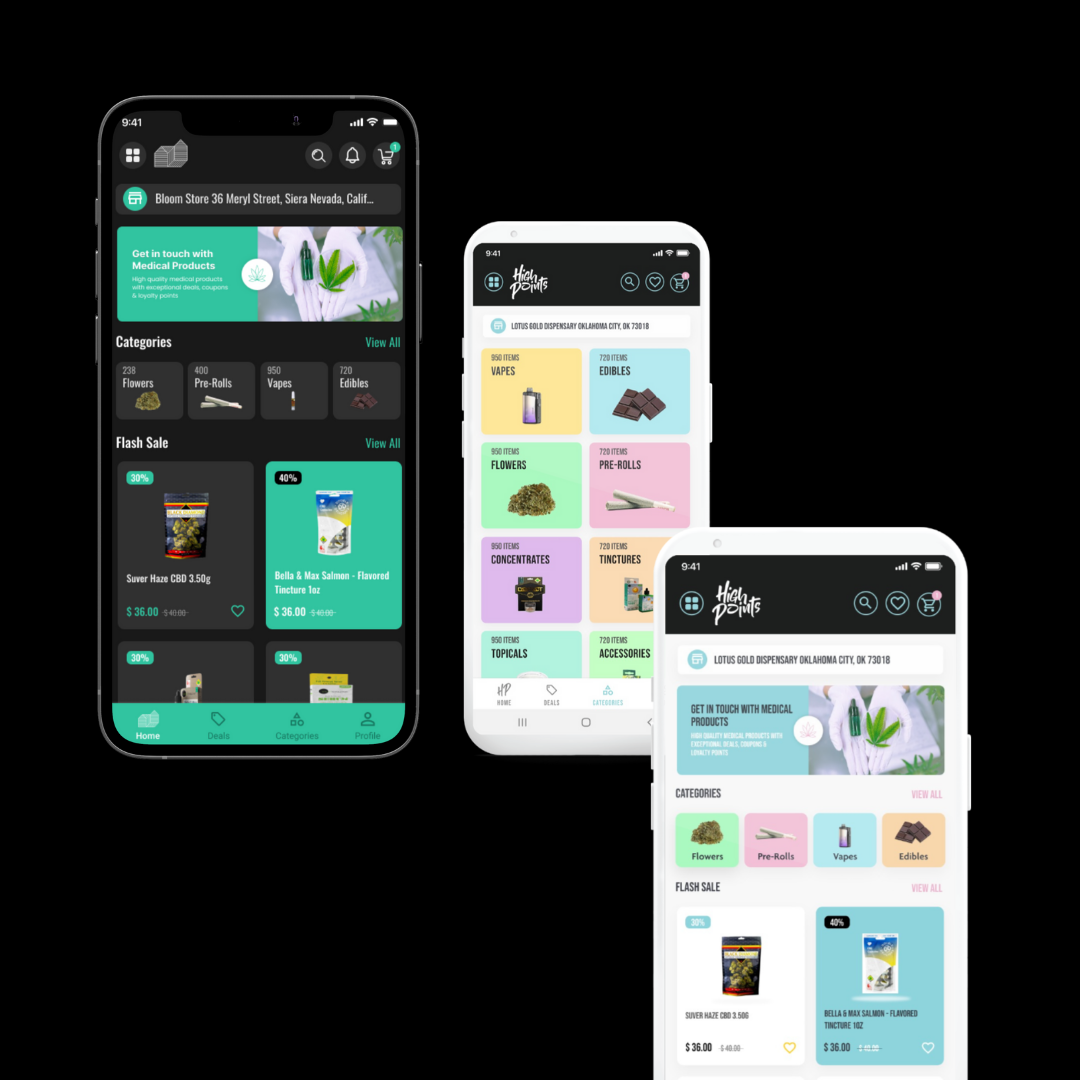 9:41
1
Bloom Store 36 Meryl Street, Siera Nevada, Calif...
Get in touch with
Medical Products
High quality medical products
with exceptional deals, coupons
& loyalty points
Categories
View All
238
Flowers
400
Pre-Rolls
950
Vapes
720
Edibles
Flash Sale
View All
30%
Suver Haze CBD 3.50g
$ 36.00
$ 40.00
40%
Bella & Max Salmon - Flavored
Tincture 1oz
$ 36.00
$ 40.00
30%
30%
Home
Deals
Categories
Profile
9:41
High
Points
LOTUS GOLD DISPENSARY OKLAHOMA CITY, OK 73018
950 ITEMS
VAPES
720 ITEMS
EDIBLES
950 ITEMS
FLOWERS
720 ITEMS
PRE-ROLLS
950 ITEMS
CONCENTRATES
720 ITEMS
TINCTURES
950 ITEMS
TOPICALS
720 ITEMS
ACCESSORIES
HP
HOME
DEALS
CATEGORIES
9:41
High
Points
LOTUS GOLD DISPENSARY OKLAHOMA CITY, OK 73018
GET IN TOUCH WITH MEDICAL
PRODUCTS
HIGH QUALITY MEDICAL PRODUCTS WITH
EXCEPTIONAL DEALS, COUPONS &
LOYALTY POINTS
CATEGORIES
VIEW ALL
Flowers
Pre-Rolls
Vapes
Edibles
FLASH SALE
VIEW ALL
30%
SUVER HAZE CBD 3.50G
$ 36.00
$ 40.00
40%
BELLA & MAX SALMON - FLAVORED
TINCTURE 1OZ
$ 36.00
$ 40.00